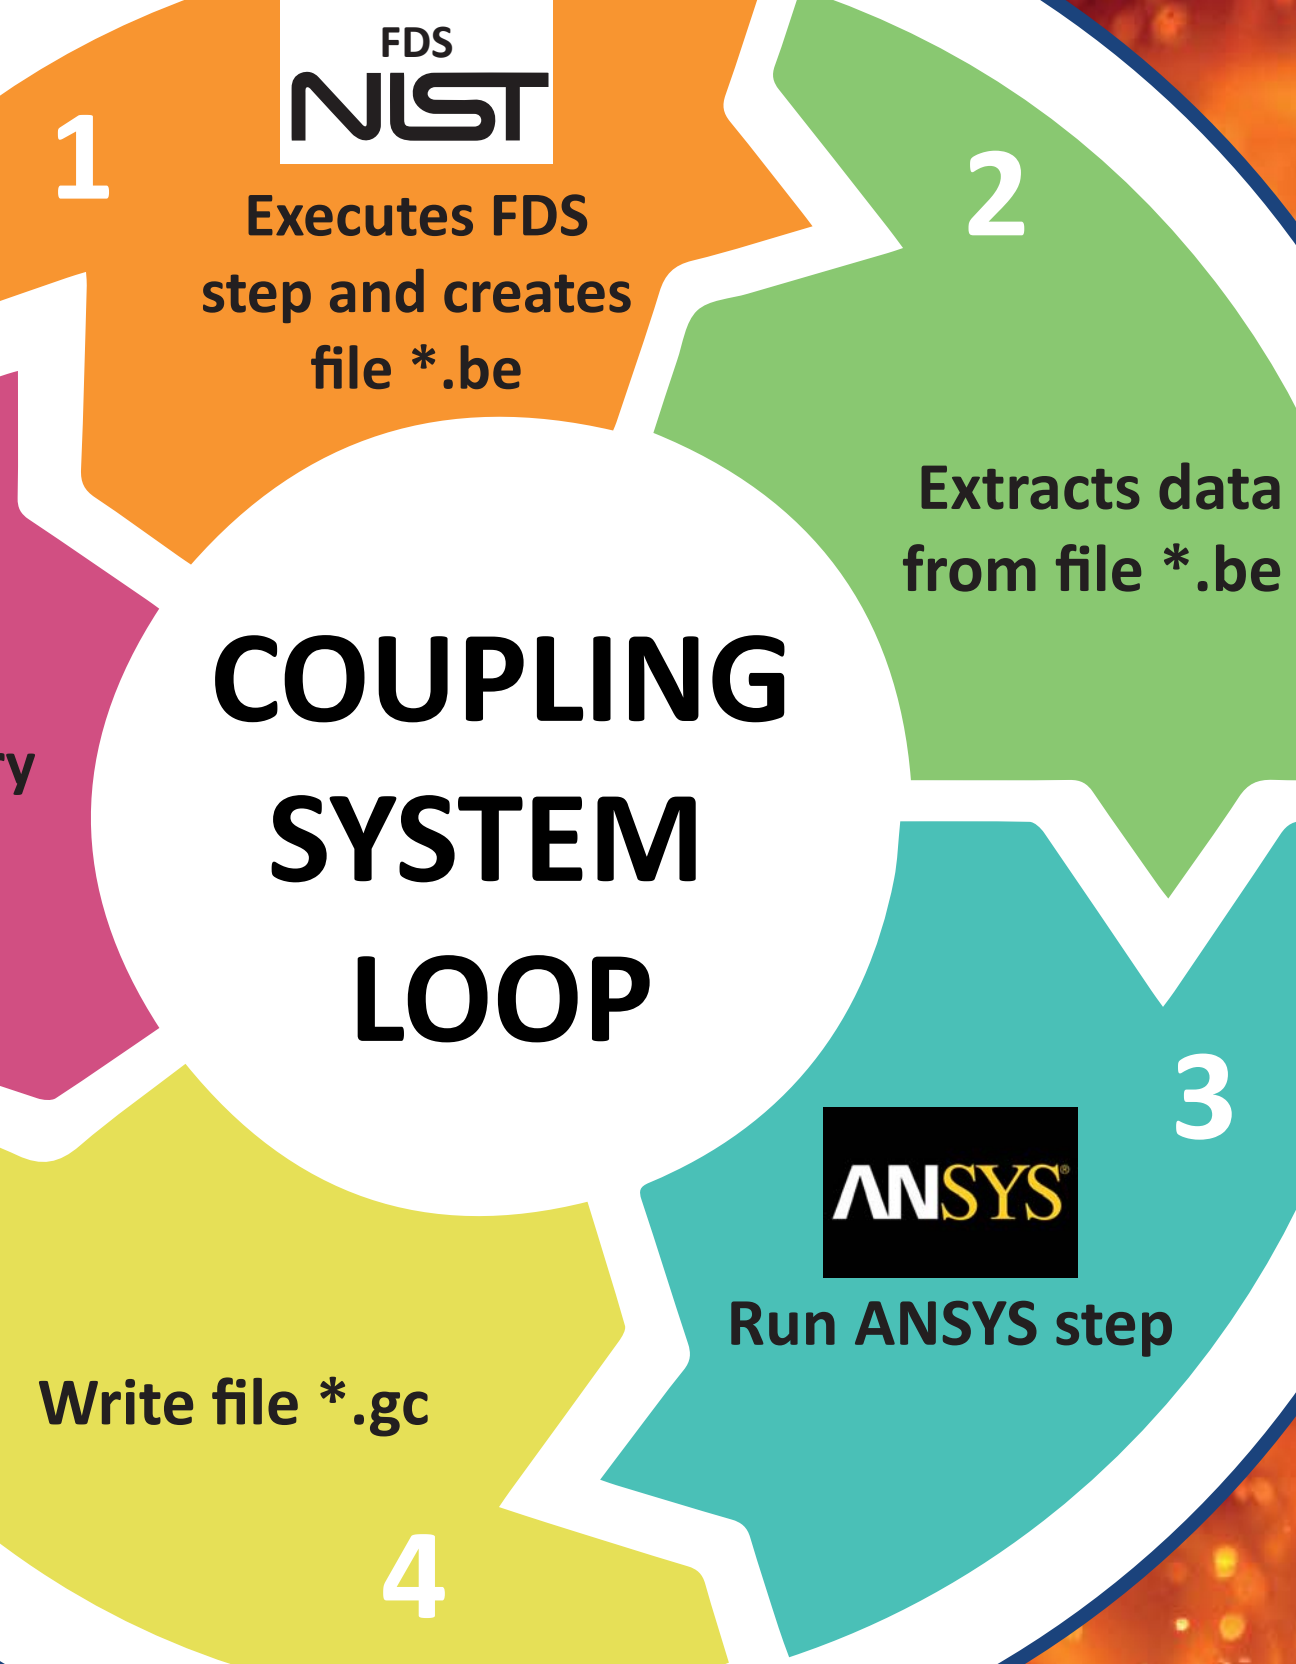 1
FDS
NIST
Executes FDS
step and creates
file *.be
2
Extracts data
from file *.be
COUPLING
SYSTEM
LOOP
3
ANSYS®
Run ANSYS step
Write file *.gc
4